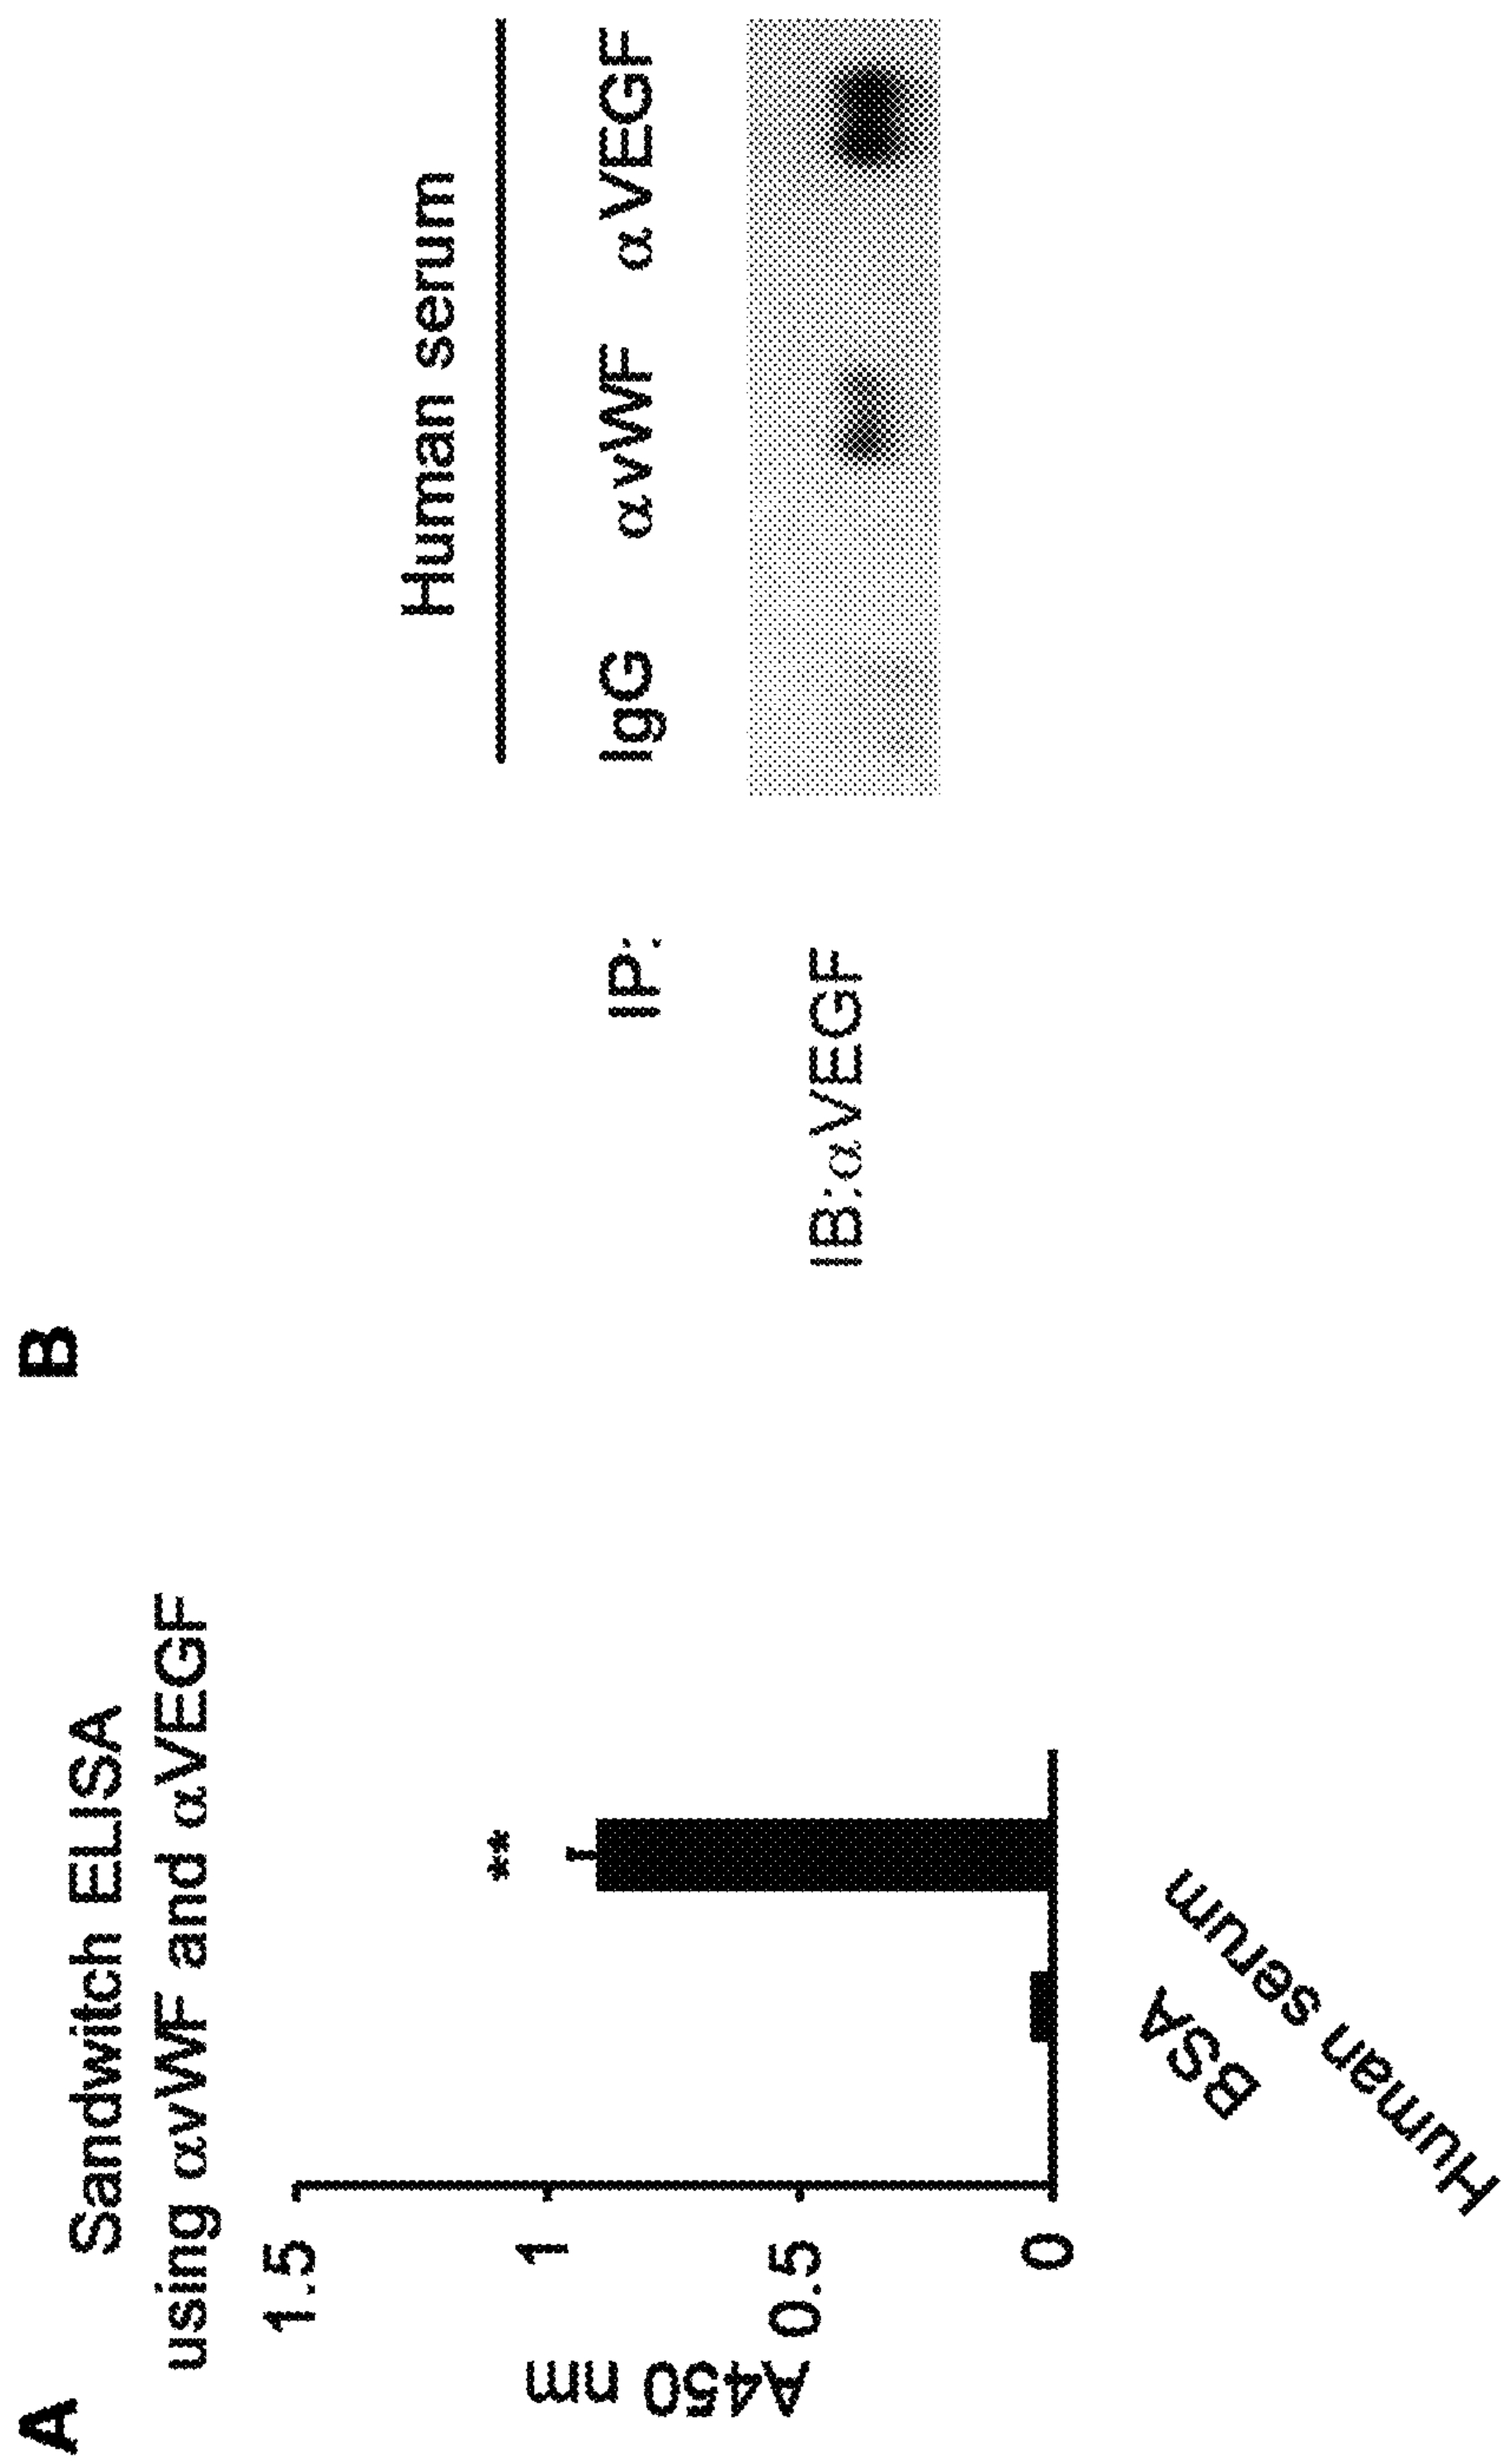 A
Sandwitch ELISA
using αvWF and αVEGF
1.5
1
0.5
0
A450 nm
**
BSA
Human serum
B
Human serum
IP:
IgG
αvWF
αVEGF
IB:αVEGF